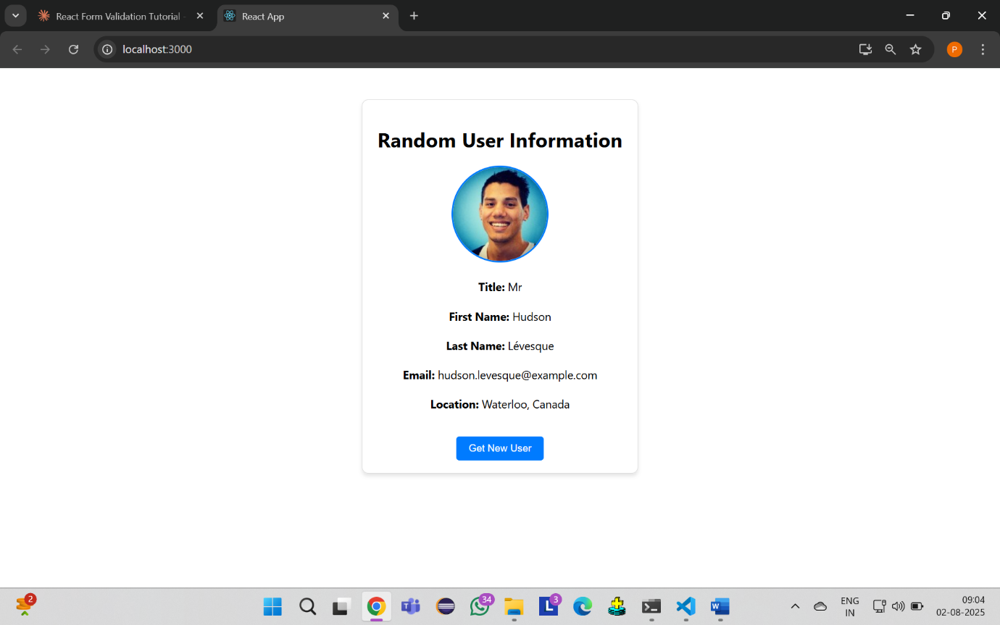 React Form Validation Tutorial
React App
localhost:3000
P
Random User Information
Title: Mr
First Name: Hudson
Last Name: Lévesque
Email: hudson.levesque@example.com
Location: Waterloo, Canada
Get New User
2
T
34
L
3
W
ENG
IN
09:04
02-08-2025